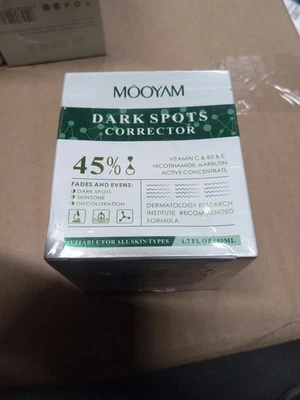 MOOYAM
DARK SPOTS
CORRECTOR
45%
VITAMIN C & B3 & E,
NICOTINAMIDE, α-ARBUTIN
ACTIVE CONCENTRATE
FADES AND EVENS:
DARK SPOTS
SKINTONE
DISCOLORATION
DERMATOLOGY RESEARCH
INSTITUTE RECOMMENDED
FORMULA
SUITABLE FOR ALL SKIN TYPES
1.7 FL OZ / 50ML